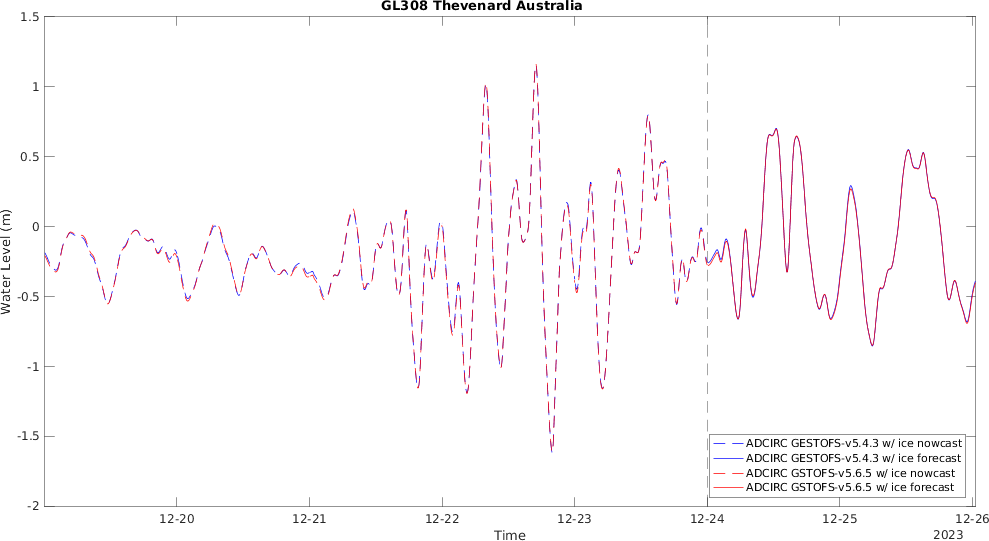 GL308 Thevenard Australia
Water Level (m)
1.5
1
0.5
0
-0.5
-1
-1.5
-2
12-20
12-21
12-22
12-23
12-24
12-25
12-26
Time
2023
ADCIRC GESTOFS-v5.4.3 w/ ice nowcast
ADCIRC GESTOFS-v5.4.3 w/ ice forecast
ADCIRC GSTOFS-v5.6.5 w/ ice nowcast
ADCIRC GSTOFS-v5.6.5 w/ ice forecast